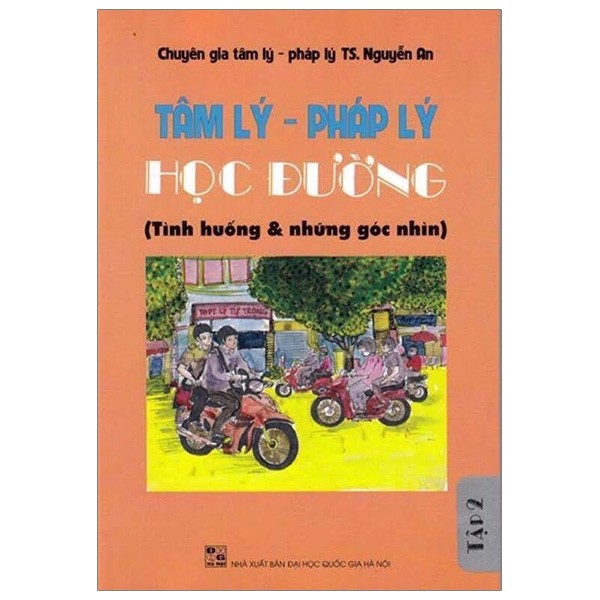 Chuyên gia tâm lý - pháp lý TS. Nguyễn An
TÂM LÝ - PHÁP LÝ
HỌC ĐƯỜNG
(Tình huống & những góc nhìn)
THPT LÝ TỰ TRỌNG
TẬP 2
NHÀ XUẤT BẢN ĐẠI HỌC QUỐC GIA HÀ NỘI